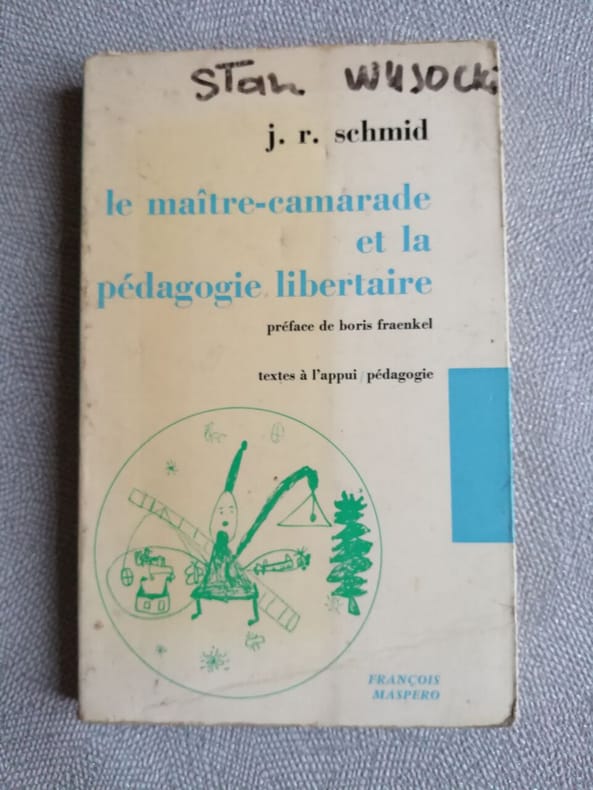 Stan Wysocki
j. r. schmid
le maître-camarade
et la
pédagogie libertaire
préface de boris fraenkel
textes à l'appui / pédagogie
FRANÇOIS
MASPERO